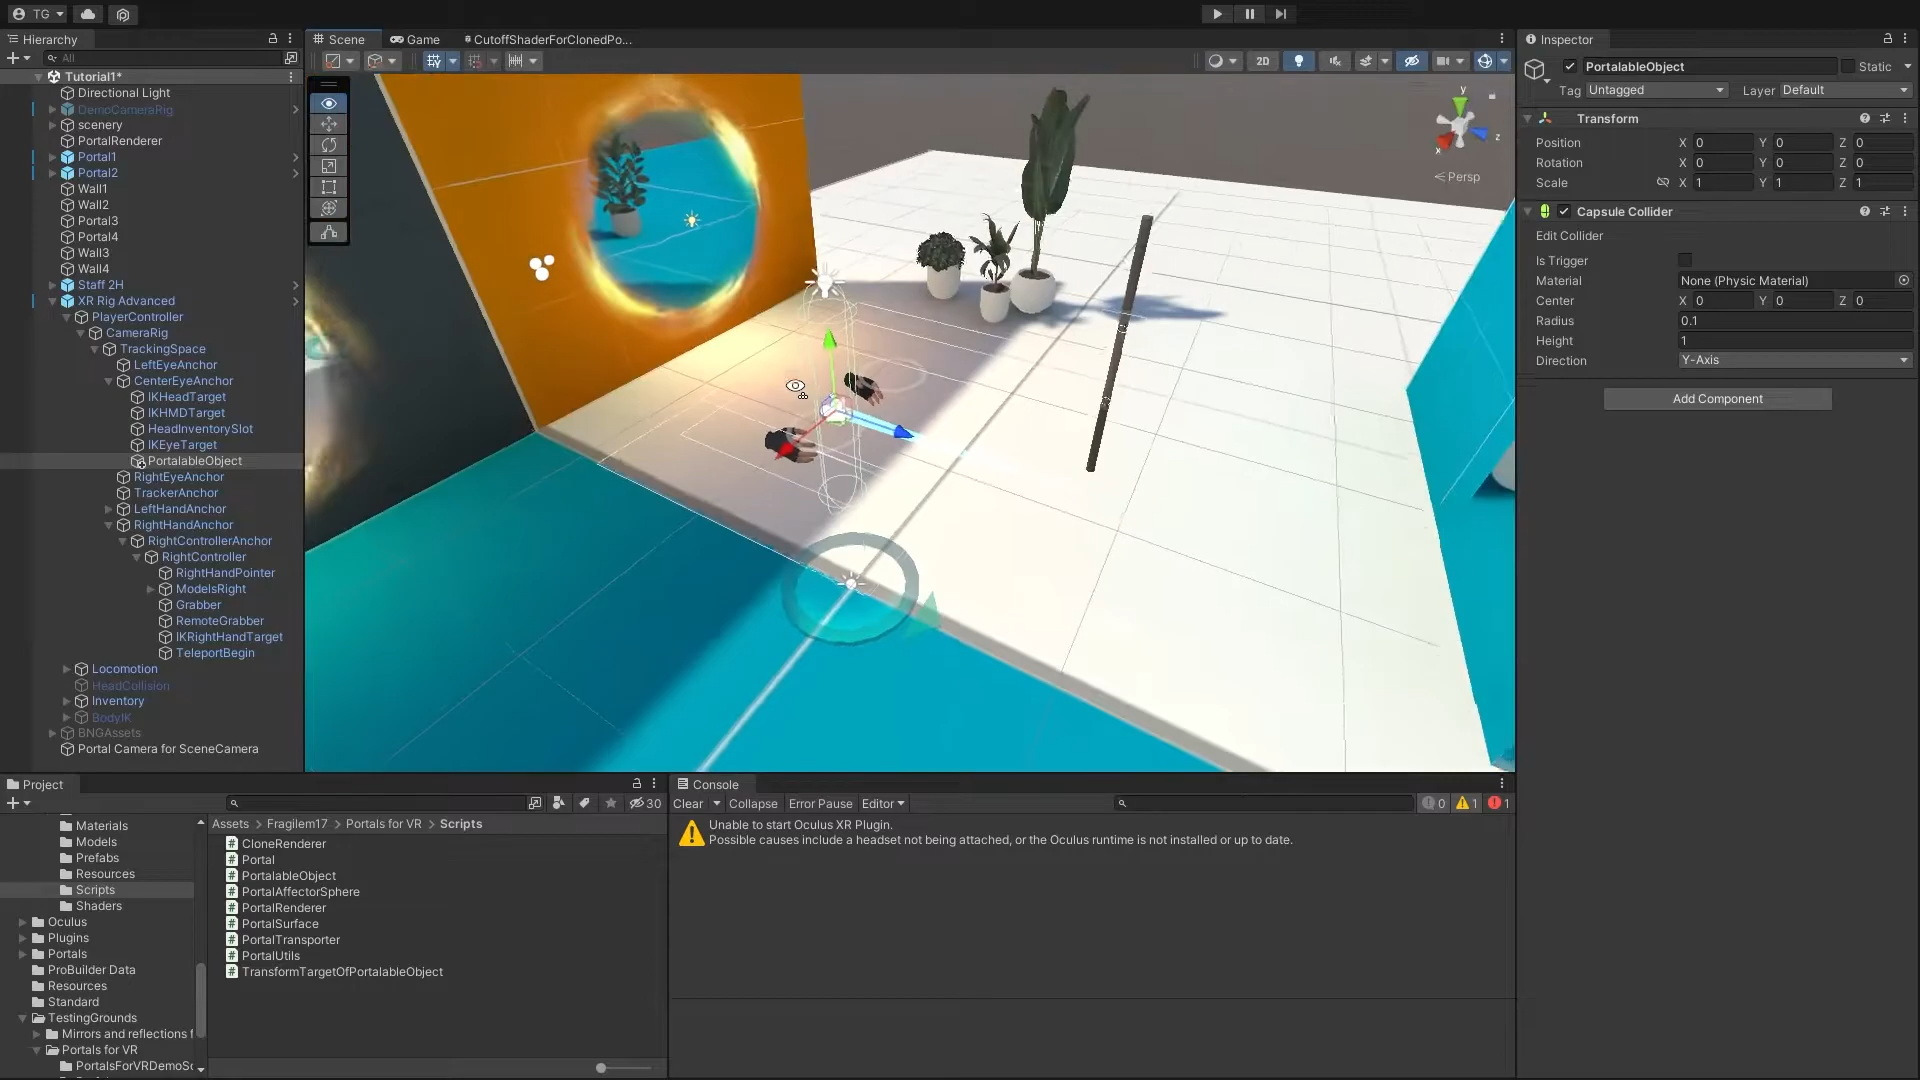 TG
Hierarchy
All
Tutorial1*
Directional Light
DemoCameraRig
scenery
PortalRenderer
Portal1
Portal2
Wall1
Wall2
Portal3
Portal4
Wall3
Wall4
Staff 2H
XR Rig Advanced
PlayerController
CameraRig
TrackingSpace
LeftEyeAnchor
CenterEyeAnchor
IKHeadTarget
IKHMDTarget
HeadInventorySlot
IKEyeTarget
PortalableObject
RightEyeAnchor
TrackerAnchor
LeftHandAnchor
RightHandAnchor
RightControllerAnchor
RightController
RightHandPointer
ModelsRight
Grabber
RemoteGrabber
IKRightHandTarget
TeleportBegin
Locomotion
HeadCollision
Inventory
BodyIK
BNGAssets
Portal Camera for SceneCamera
Scene Game CutoffShaderForClonedPo...
2D
y
z
x
Persp
Inspector
PortalableObject Static
Tag Untagged Layer Default
Transform
Position X 0 Y 0 Z 0
Rotation X 0 Y 0 Z 0
Scale X 1 Y 1 Z 1
Capsule Collider
Edit Collider
Is Trigger
Material None (Physic Material)
Center X 0 Y 0 Z 0
Radius 0.1
Height 1
Direction Y-Axis
Add Component
Project
30
Materials
Models
Prefabs
Resources
Scripts
Shaders
Oculus
Plugins
Portals
ProBuilder Data
Resources
Standard
TestingGrounds
Mirrors and reflections
Portals for VR
PortalsForVRDemoSc
Assets > Fragilem17 > Portals for VR > Scripts
CloneRenderer
Portal
PortalableObject
PortalAffectorSphere
PortalRenderer
PortalSurface
PortalTransporter
PortalUtils
TransformTargetOfPortalableObject
Console
Clear Collapse Error Pause Editor 0 1 1
Unable to start Oculus XR Plugin.
Possible causes include a headset not being attached, or the Oculus runtime is not installed or up to date.